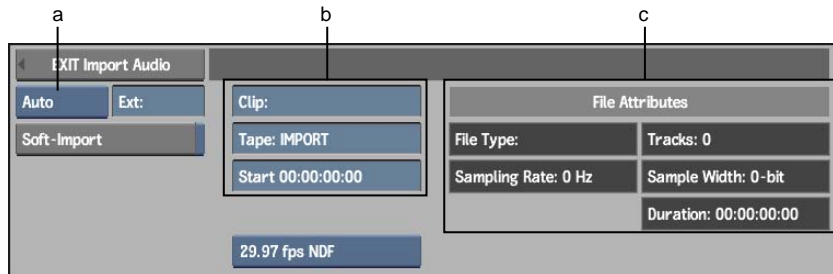 a b c
EXIT Import Audio
Auto Ext: Clip: File Attributes
Soft-Import Tape: IMPORT File Type: Tracks: 0
Start 00:00:00:00 Sampling Rate: 0 Hz Sample Width: 0-bit
Duration: 00:00:00:00
29.97 fps NDF